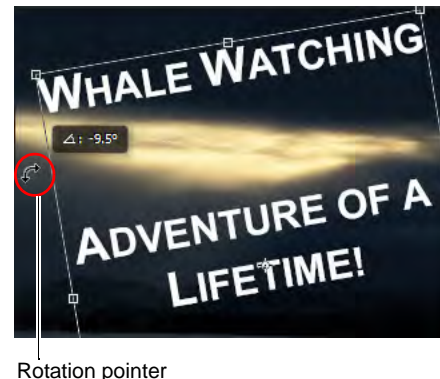 WHALE WATCHING
∠: -9.5°
ADVENTURE OF A
LIFETIME!
Rotation pointer